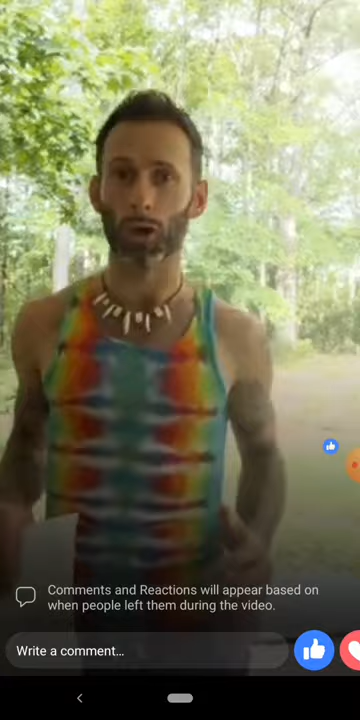 Comments and Reactions will appear based on
when people left them during the video.
Write a comment...